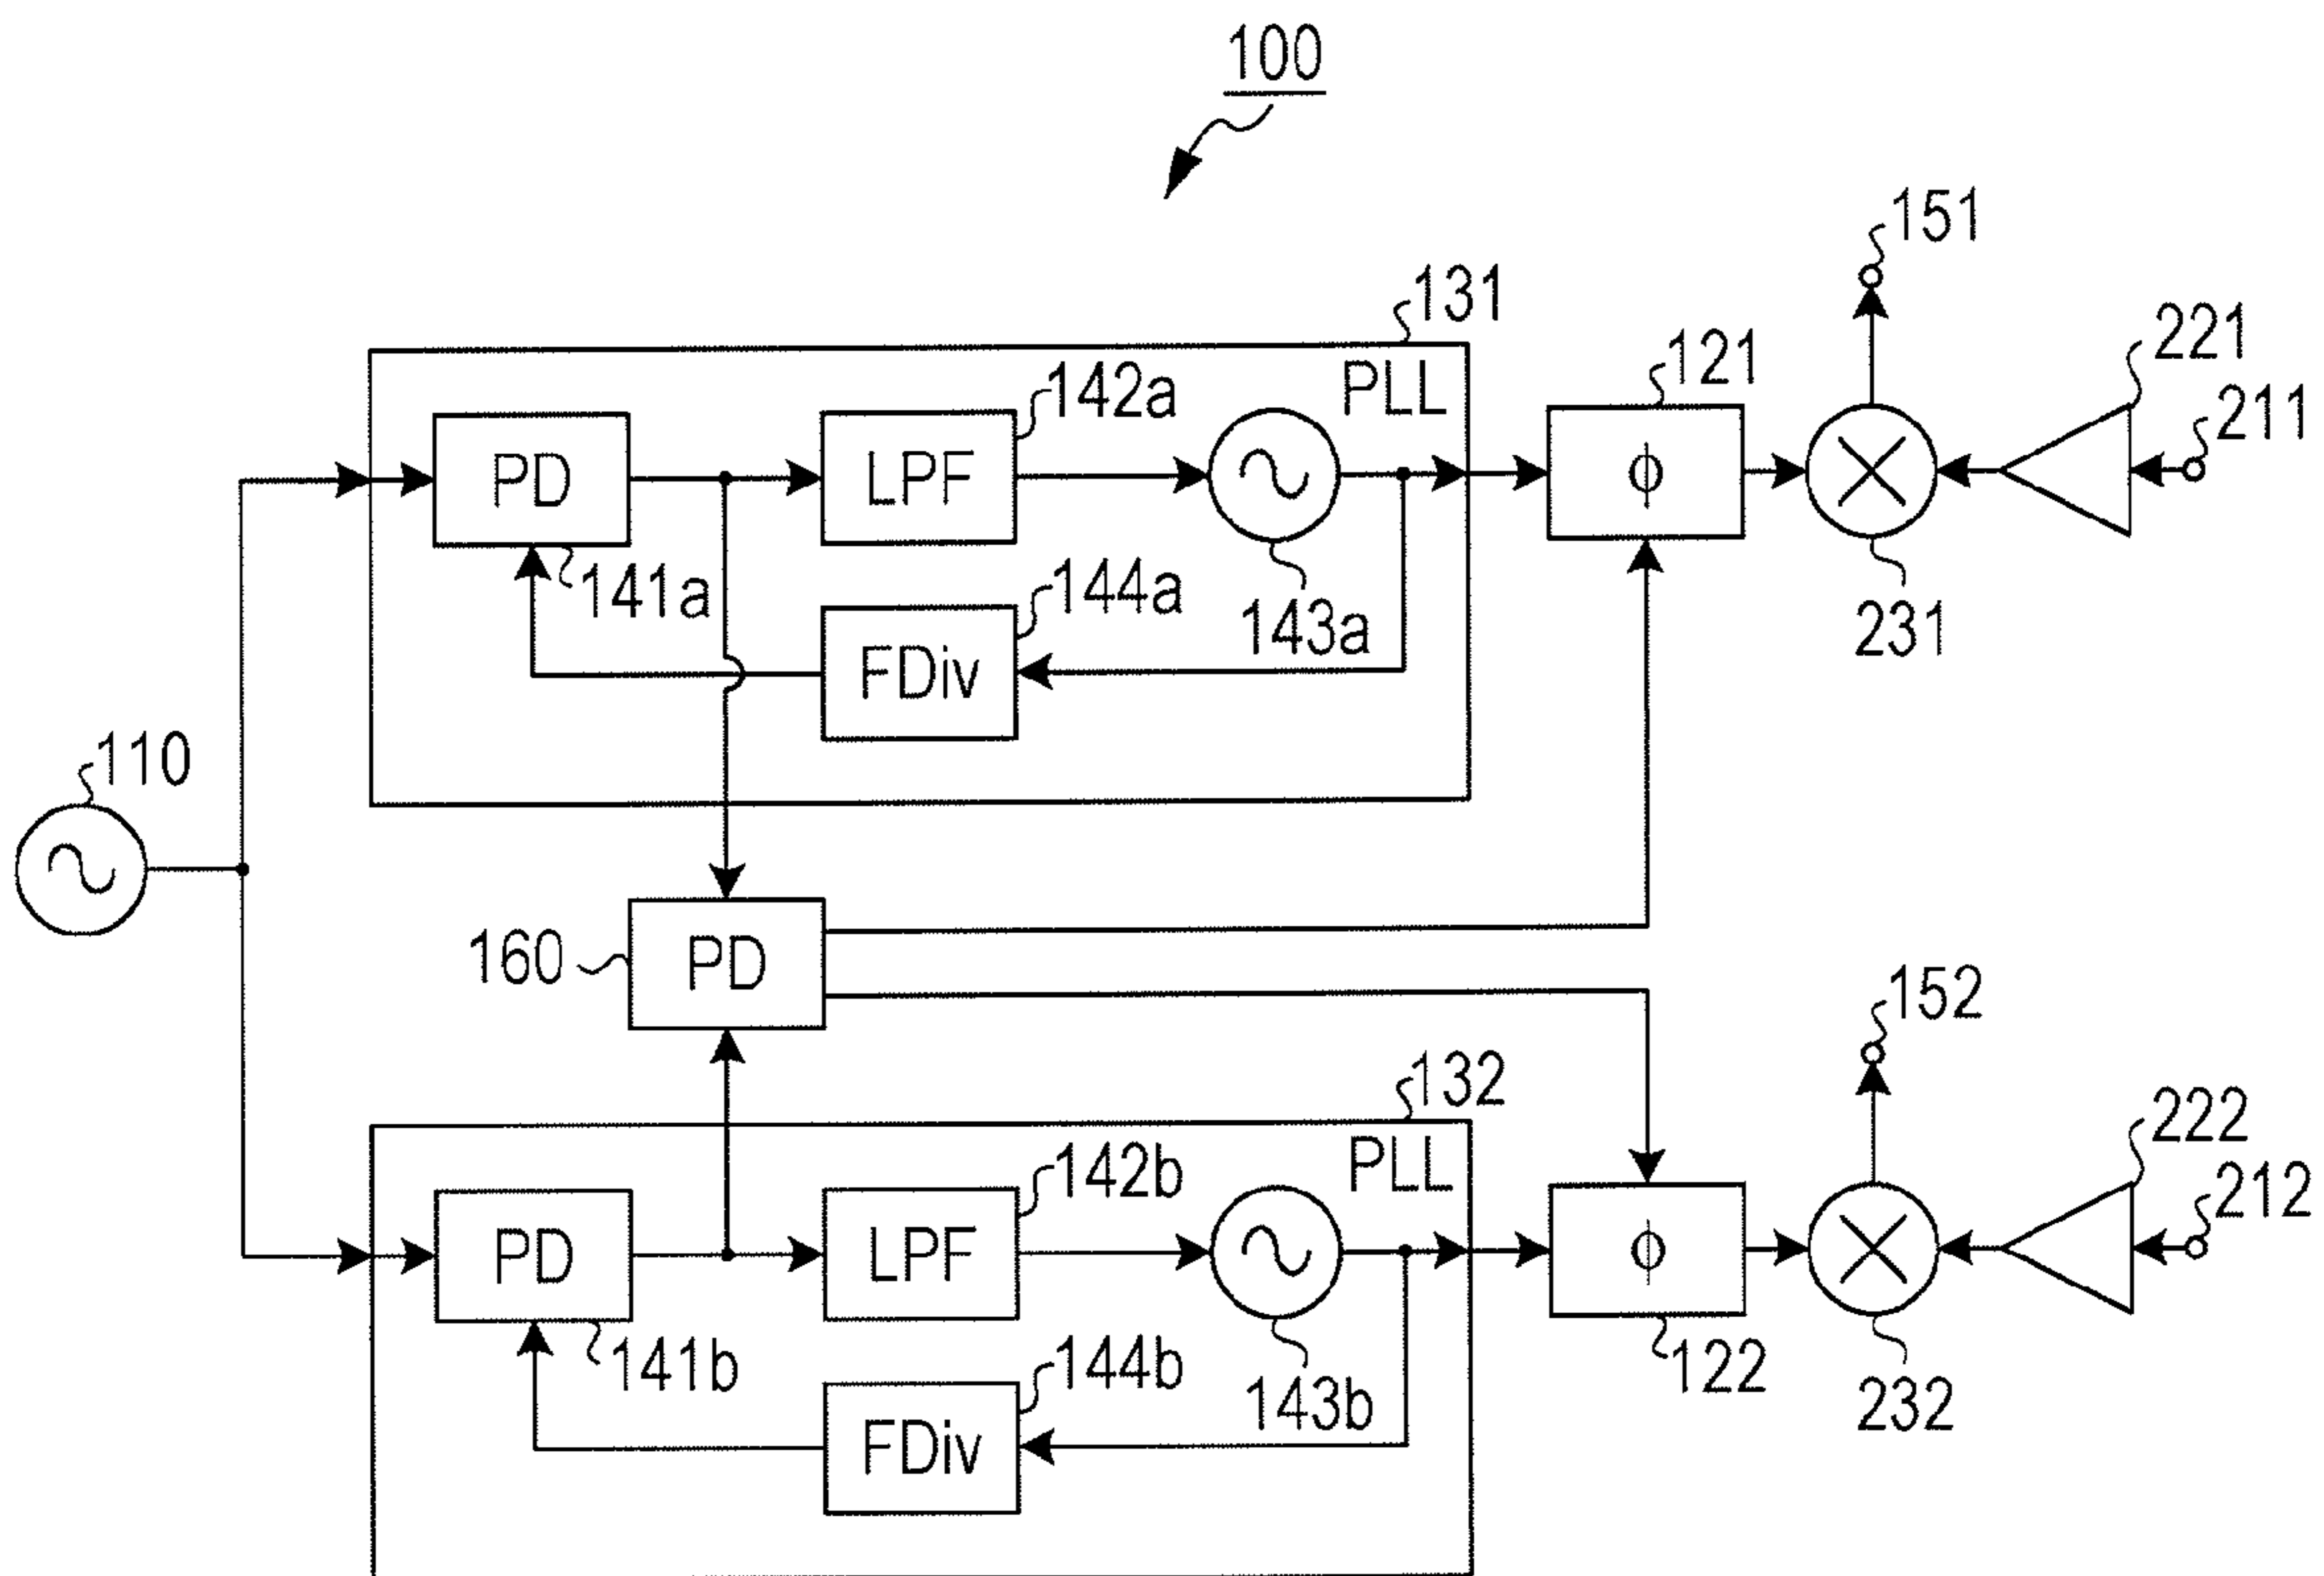 100
151
131
121
221
211
PLL
142a
PD
LPF
ϕ
141a
144a
143a
231
FDiv
110
160
PD
152
132
222
212
PLL
142b
PD
LPF
ϕ
141b
144b
143b
122
232
FDiv